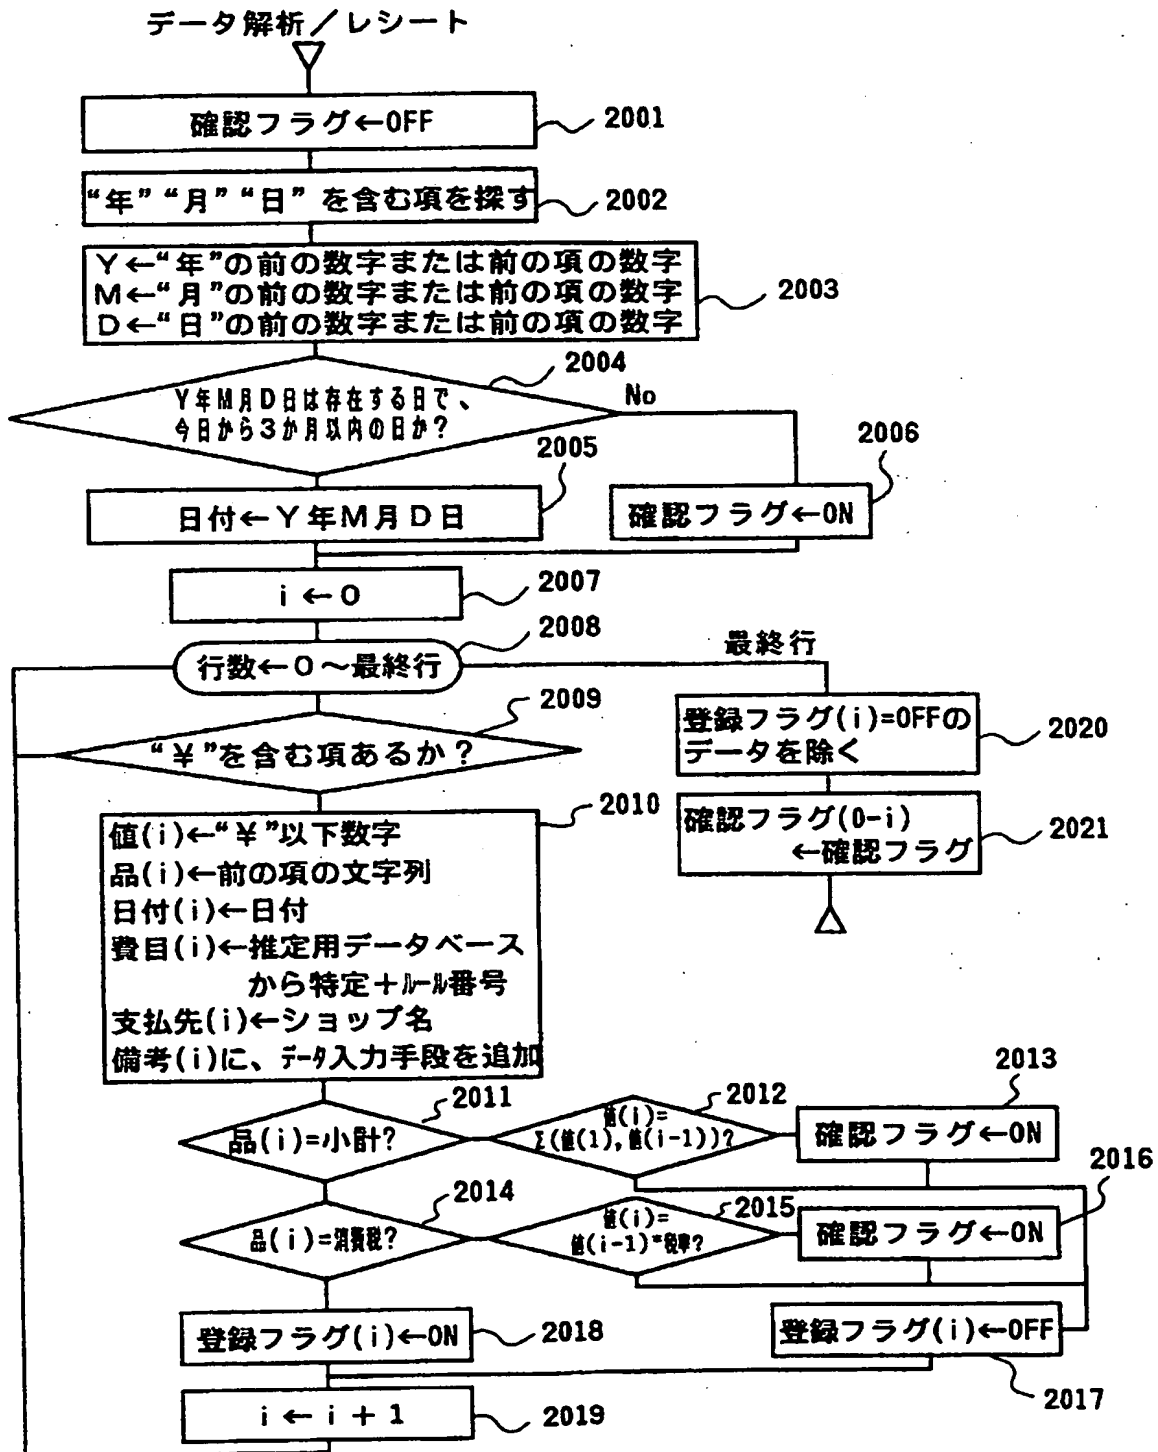 データ解析／レシート
確認フラグ←OFF
2001
“年”“月”“日”を含む項を探す
2002
Y←“年”の前の数字または前の項の数字
M←“月”の前の数字または前の項の数字
D←“日”の前の数字または前の項の数字
2003
2004
Y年M月D日は存在する日で、
今日から3か月以内の日か?
No
2005
日付←Y年M月D日
2006
確認フラグ←ON
i←0
2007
2008
行数←0～最終行
最終行
2009
“¥”を含む項あるか?
登録フラグ(i)=OFFの
データを除く
2020
確認フラグ(0-i)
←確認フラグ
2021
2010
値(i)←“¥”以下数字
品(i)←前の項の文字列
日付(i)←日付
費目(i)←推定用データベース
から特定+ルール番号
支払先(i)←ショップ名
備考(i)に、データ入力手段を追加
2011
品(i)=小計?
2012
値(i)=
Σ(値(1),値(i-1))?
2013
確認フラグ←ON
2014
品(i)=消費税?
2015
値(i)=
値(i-1)*税率?
2016
確認フラグ←ON
登録フラグ(i)←ON
2018
登録フラグ(i)←OFF
2017
i←i+1
2019